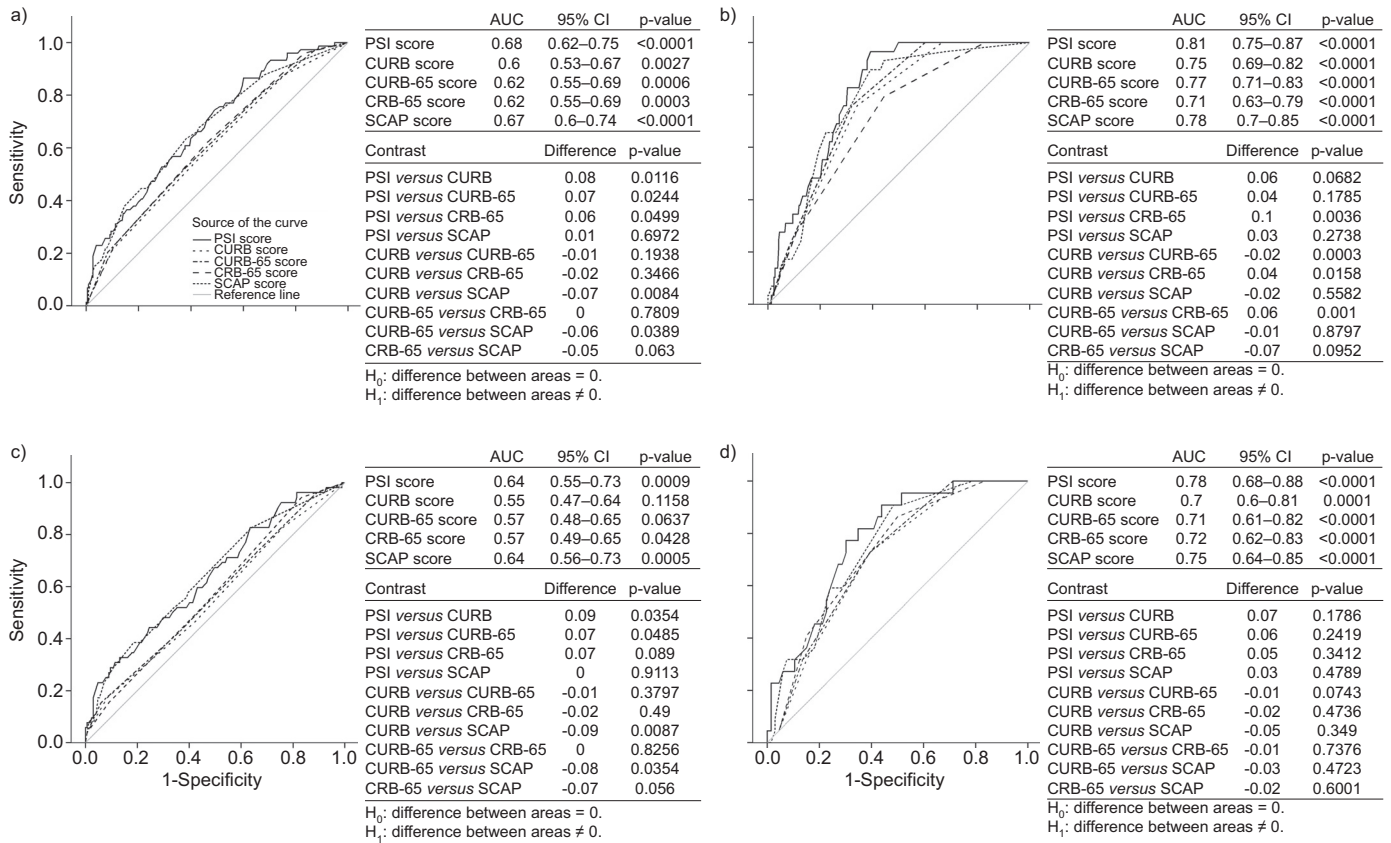 a)
AUC 95% CI p-value
PSI score 0.68 0.62–0.75 <0.0001
CURB score 0.6 0.53–0.67 0.0027
CURB-65 score 0.62 0.55–0.69 0.0006
CRB-65 score 0.62 0.55–0.69 0.0003
SCAP score 0.67 0.6–0.74 <0.0001
Contrast Difference p-value
PSI versus CURB 0.08 0.0116
PSI versus CURB-65 0.07 0.0244
PSI versus CRB-65 0.06 0.0499
PSI versus SCAP 0.01 0.6972
CURB versus CURB-65 -0.01 0.1938
CURB versus CRB-65 -0.02 0.3466
CURB versus SCAP -0.07 0.0084
CURB-65 versus CRB-65 0 0.7809
CURB-65 versus SCAP -0.06 0.0389
CRB-65 versus SCAP -0.05 0.063
H0: difference between areas = 0.
H1: difference between areas ≠ 0.
1.0
0.8
0.6
0.4
0.2
0.0
Sensitivity
Source of the curve
PSI score
CURB score
CURB-65 score
CRB-65 score
SCAP score
Reference line
b)
AUC 95% CI p-value
PSI score 0.81 0.75–0.87 <0.0001
CURB score 0.75 0.69–0.82 <0.0001
CURB-65 score 0.77 0.71–0.83 <0.0001
CRB-65 score 0.71 0.63–0.79 <0.0001
SCAP score 0.78 0.7–0.85 <0.0001
Contrast Difference p-value
PSI versus CURB 0.06 0.0682
PSI versus CURB-65 0.04 0.1785
PSI versus CRB-65 0.1 0.0036
PSI versus SCAP 0.03 0.2738
CURB versus CURB-65 -0.02 0.0003
CURB versus CRB-65 0.04 0.0158
CURB versus SCAP -0.02 0.5582
CURB-65 versus CRB-65 0.06 0.001
CURB-65 versus SCAP -0.01 0.8797
CRB-65 versus SCAP -0.07 0.0952
H0: difference between areas = 0.
H1: difference between areas ≠ 0.
c)
AUC 95% CI p-value
PSI score 0.64 0.55–0.73 0.0009
CURB score 0.55 0.47–0.64 0.1158
CURB-65 score 0.57 0.48–0.65 0.0637
CRB-65 score 0.57 0.49–0.65 0.0428
SCAP score 0.64 0.56–0.73 0.0005
Contrast Difference p-value
PSI versus CURB 0.09 0.0354
PSI versus CURB-65 0.07 0.0485
PSI versus CRB-65 0.07 0.089
PSI versus SCAP 0 0.9113
CURB versus CURB-65 -0.01 0.3797
CURB versus CRB-65 -0.02 0.49
CURB versus SCAP -0.09 0.0087
CURB-65 versus CRB-65 0 0.8256
CURB-65 versus SCAP -0.08 0.0354
CRB-65 versus SCAP -0.07 0.056
H0: difference between areas = 0.
H1: difference between areas ≠ 0.
1.0
0.8
0.6
0.4
0.2
0.0
Sensitivity
0.0 0.2 0.4 0.6 0.8 1.0
1-Specificity
d)
AUC 95% CI p-value
PSI score 0.78 0.68–0.88 <0.0001
CURB score 0.7 0.6–0.81 0.0001
CURB-65 score 0.71 0.61–0.82 <0.0001
CRB-65 score 0.72 0.62–0.83 <0.0001
SCAP score 0.75 0.64–0.85 <0.0001
Contrast Difference p-value
PSI versus CURB 0.07 0.1786
PSI versus CURB-65 0.06 0.2419
PSI versus CRB-65 0.05 0.3412
PSI versus SCAP 0.03 0.4789
CURB versus CURB-65 -0.01 0.0743
CURB versus CRB-65 -0.02 0.4736
CURB versus SCAP -0.05 0.349
CURB-65 versus CRB-65 -0.01 0.7376
CURB-65 versus SCAP -0.03 0.4723
CRB-65 versus SCAP -0.02 0.6001
H0: difference between areas = 0.
H1: difference between areas ≠ 0.
0.0 0.2 0.4 0.6 0.8 1.0
1-Specificity